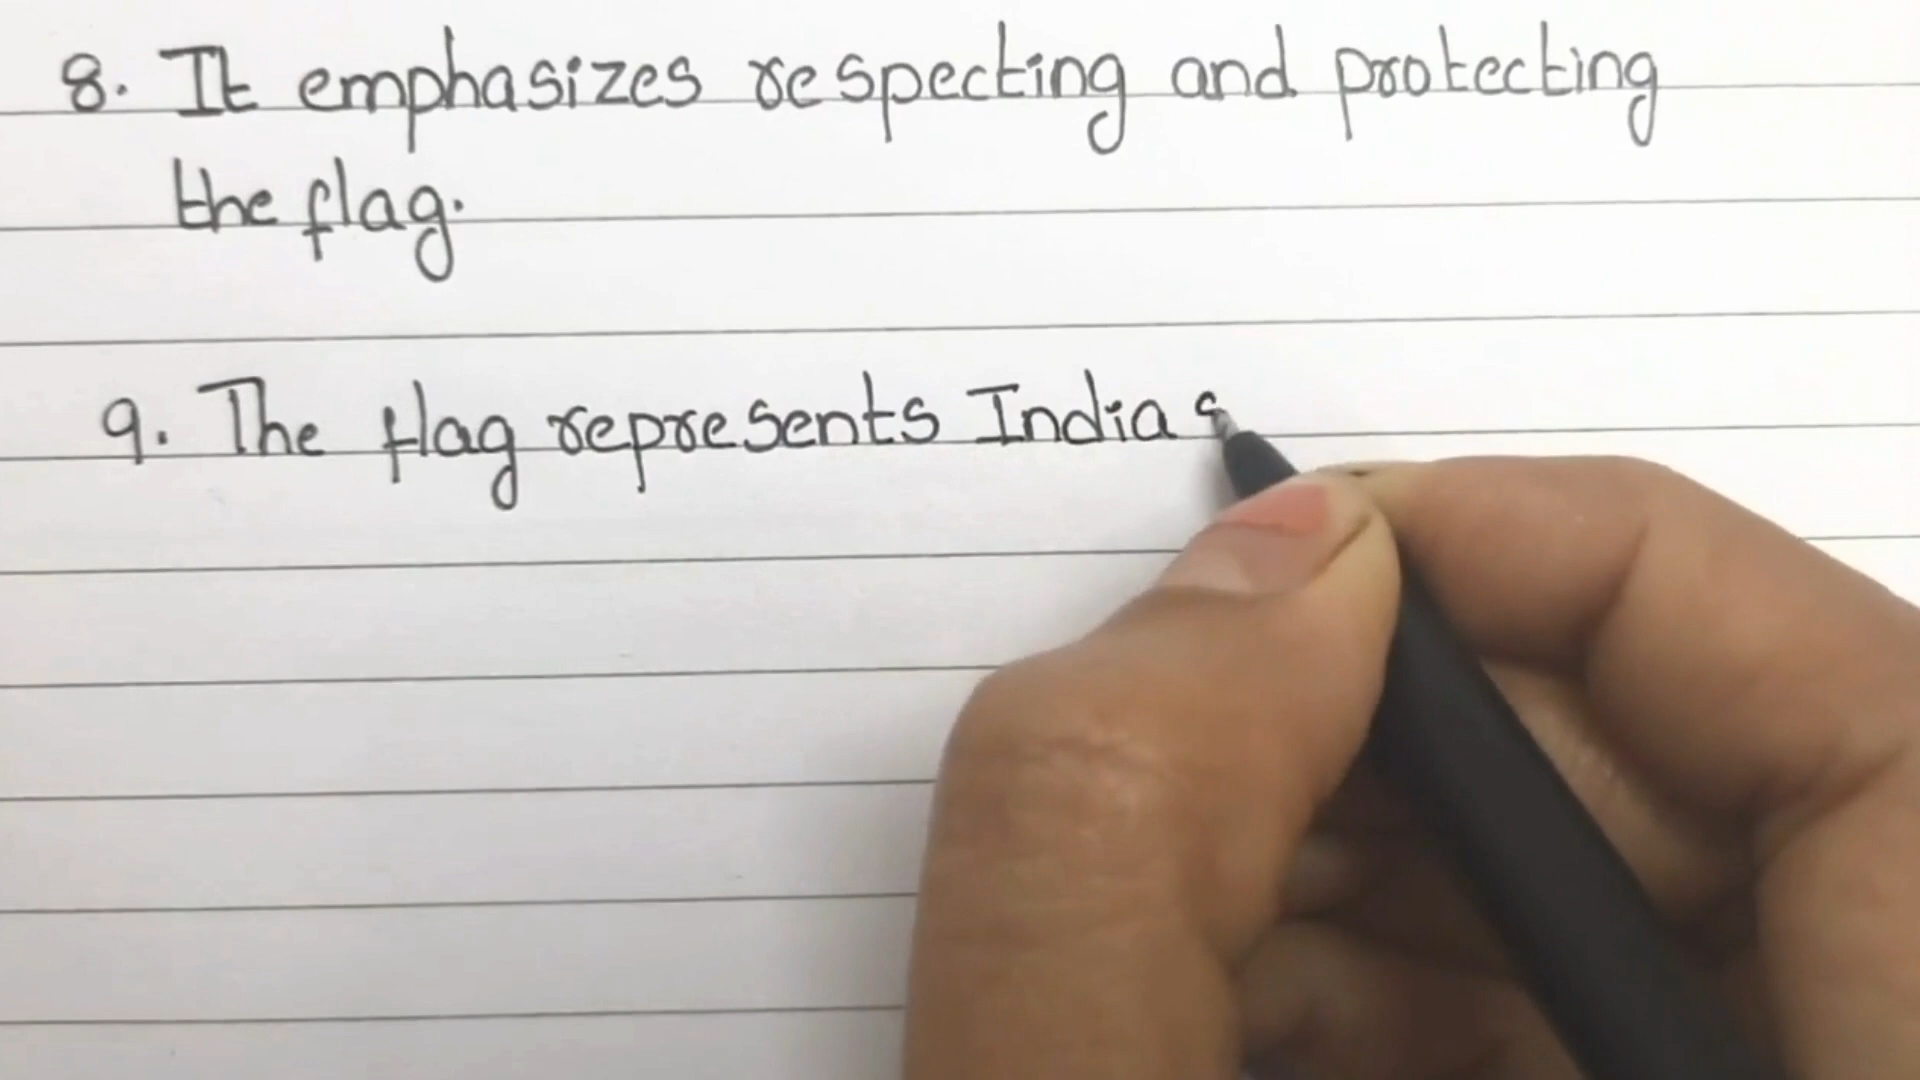 8. It emphasizes respecting and protecting
the flag.
9. The flag represents India s